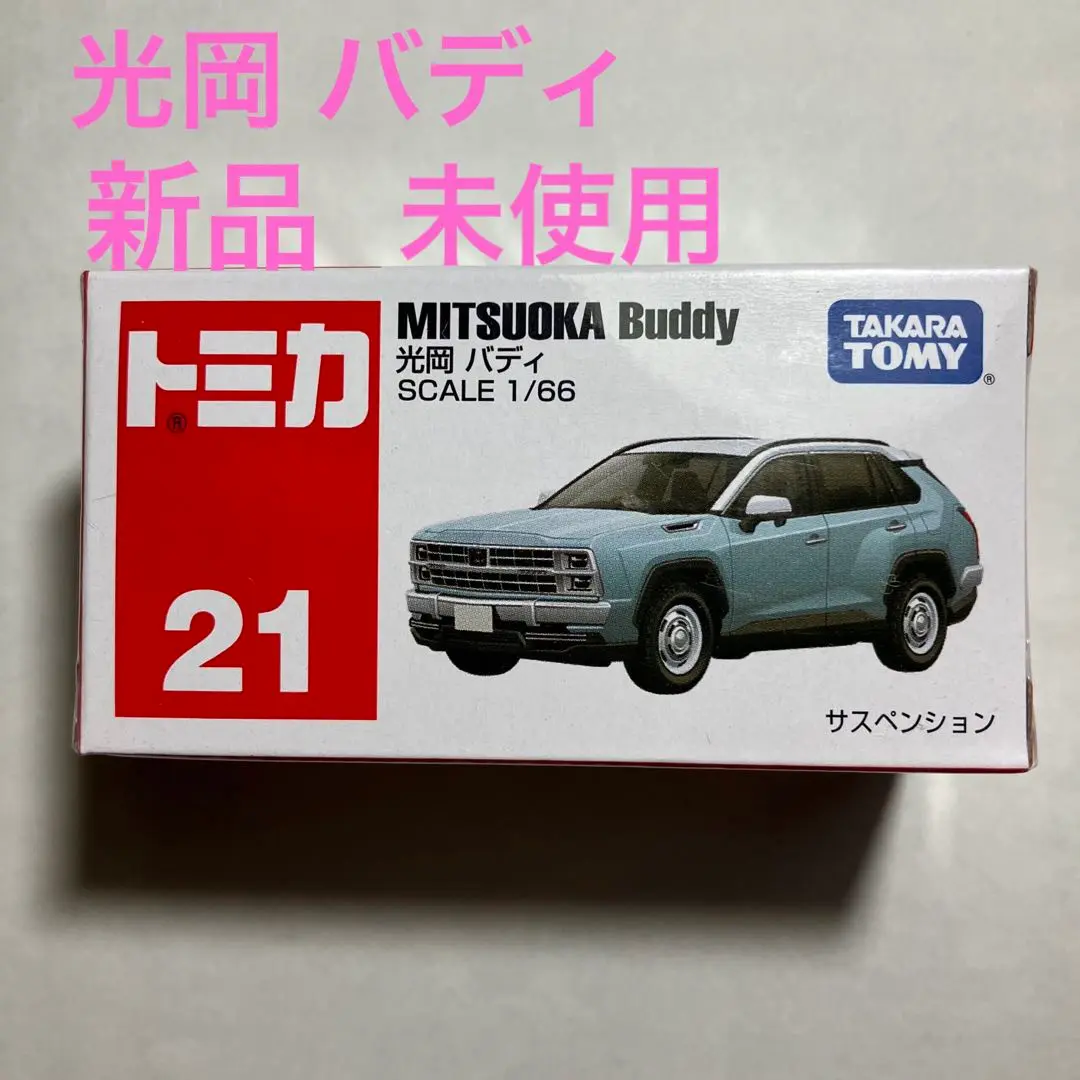 光岡 バディ
新品 未使用
トミカ®
21
MITSUOKA Buddy
光岡 バディ
SCALE 1/66
TAKARA
TOMY®
サスペンション